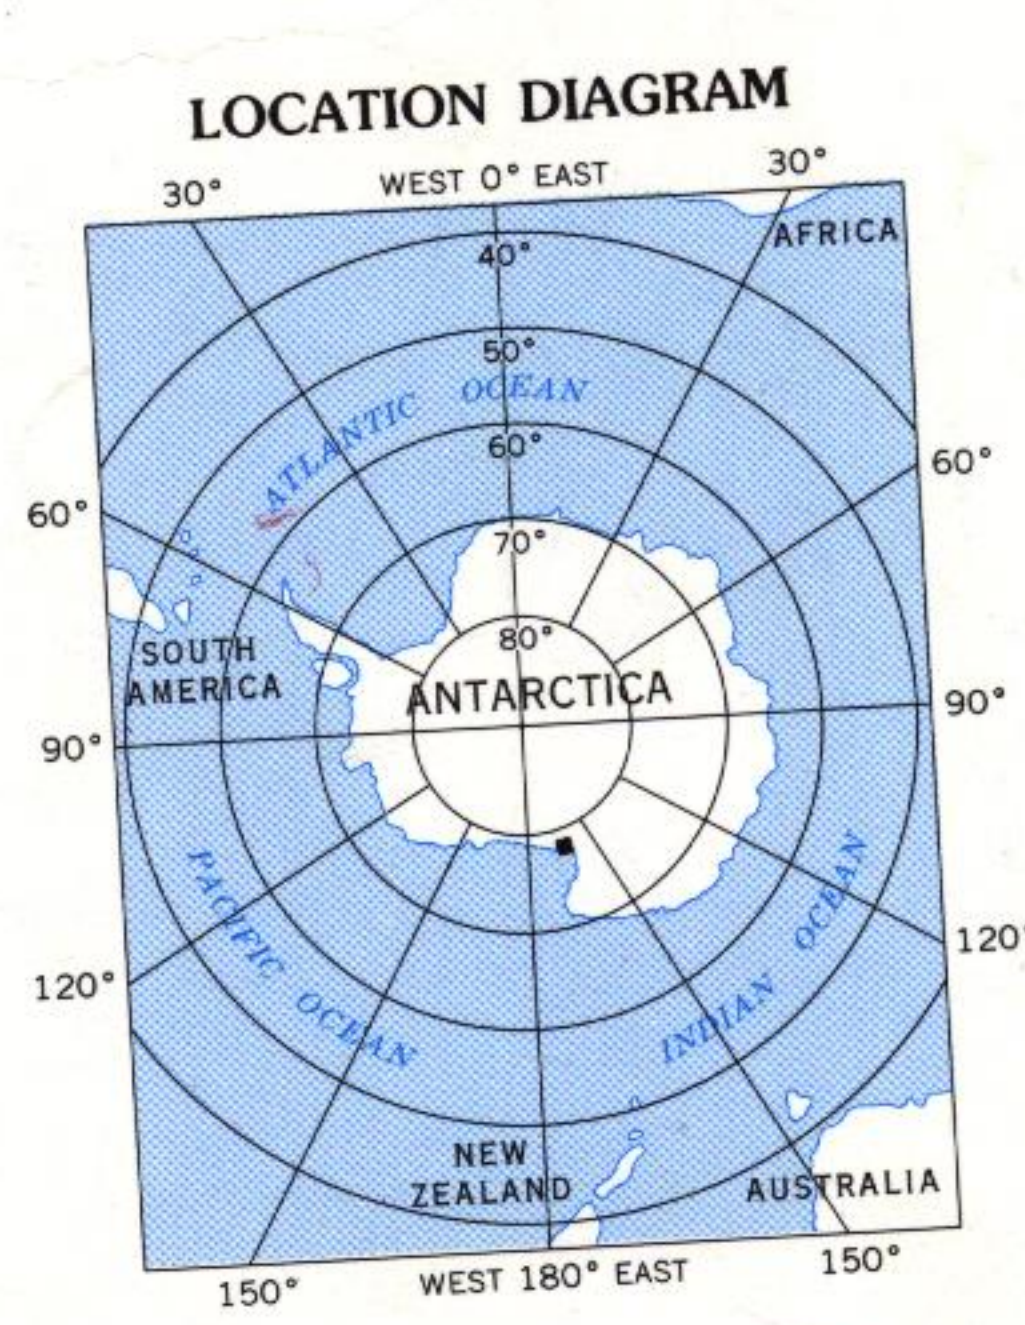 LOCATION DIAGRAM
30° WEST 0° EAST 30°
AFRICA
40°
50°
ATLANTIC OCEAN
60°
60°
60°
70°
80°
SOUTH
AMERICA
ANTARCTICA
90°
90°
PACIFIC OCEAN
INDIAN OCEAN
120°
120°
NEW
ZEALAND
AUSTRALIA
150° WEST 180° EAST 150°